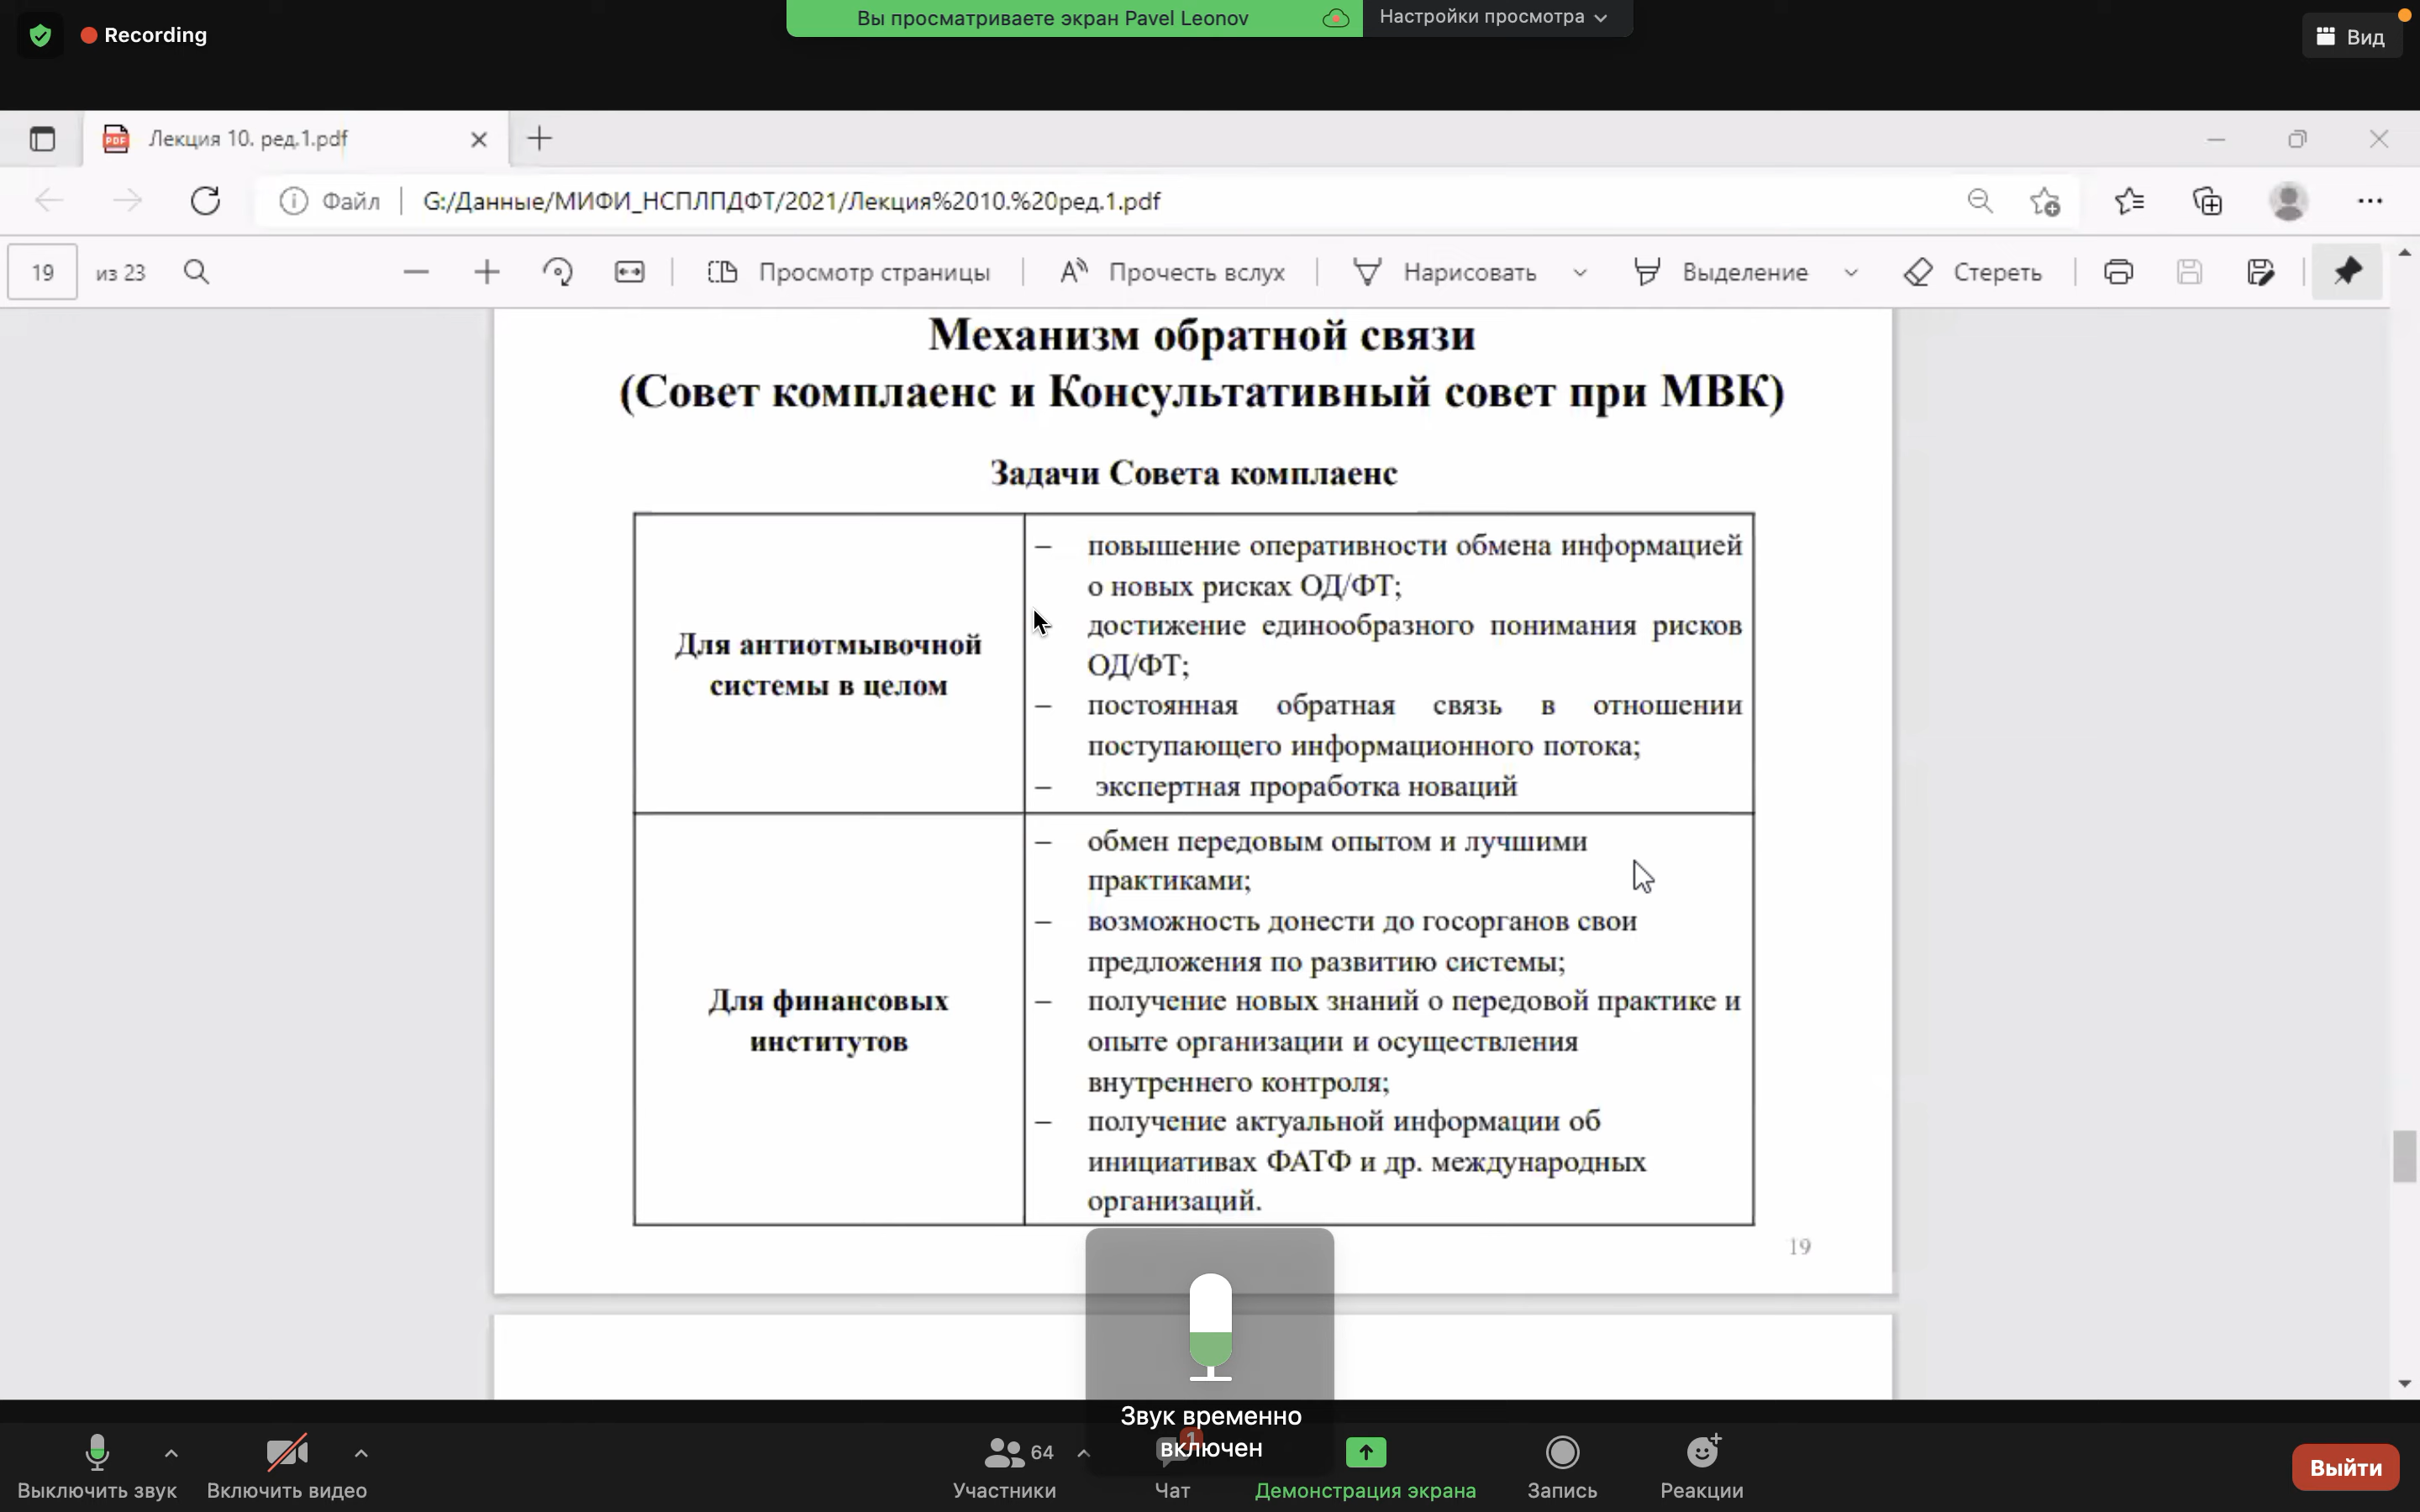 Вы просматриваете экран Pavel Leonov
Настройки просмотра
Recording
Вид
Лекция 10. ред.1.pdf
Файл
G:/Данные/МИФИ_НСПЛПДФТ/2021/Лекция%2010.%20ред.1.pdf
19 из 23
Просмотр страницы
Прочесть вслух
Нарисовать
Выделение
Стереть
Механизм обратной связи
(Совет комплаенс и Консультативный совет при МВК)
Задачи Совета комплаенс
Для антиотмывочной
системы в целом
– повышение оперативности обмена информацией
о новых рисках ОД/ФТ;
достижение единообразного понимания рисков
ОД/ФТ;
– постоянная обратная связь в отношении
поступающего информационного потока;
– экспертная проработка новаций
Для финансовых
институтов
– обмен передовым опытом и лучшими
практиками;
– возможность донести до госорганов свои
предложения по развитию системы;
– получение новых знаний о передовой практике и
опыте организации и осуществления
внутреннего контроля;
– получение актуальной информации об
инициативах ФАТФ и др. международных
организаций.
19
Звук временно
включен
Выключить звук
Включить видео
64
Участники
1
Чат
Демонстрация экрана
Запись
Реакции
Выйти